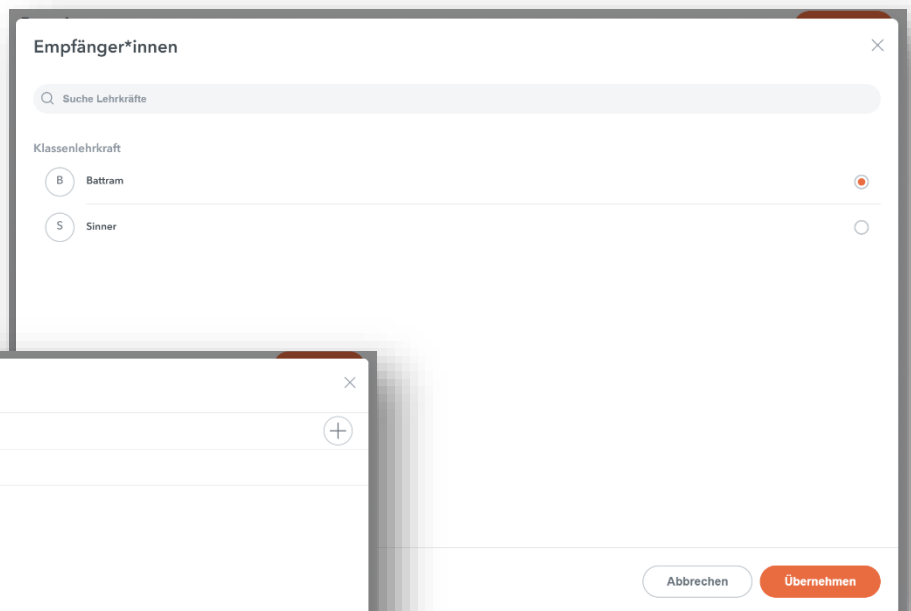 Empfänger*innen
Suche Lehrkräfte
Klassenlehrkraft
B Battram
S Sinner
Abbrechen Übernehmen